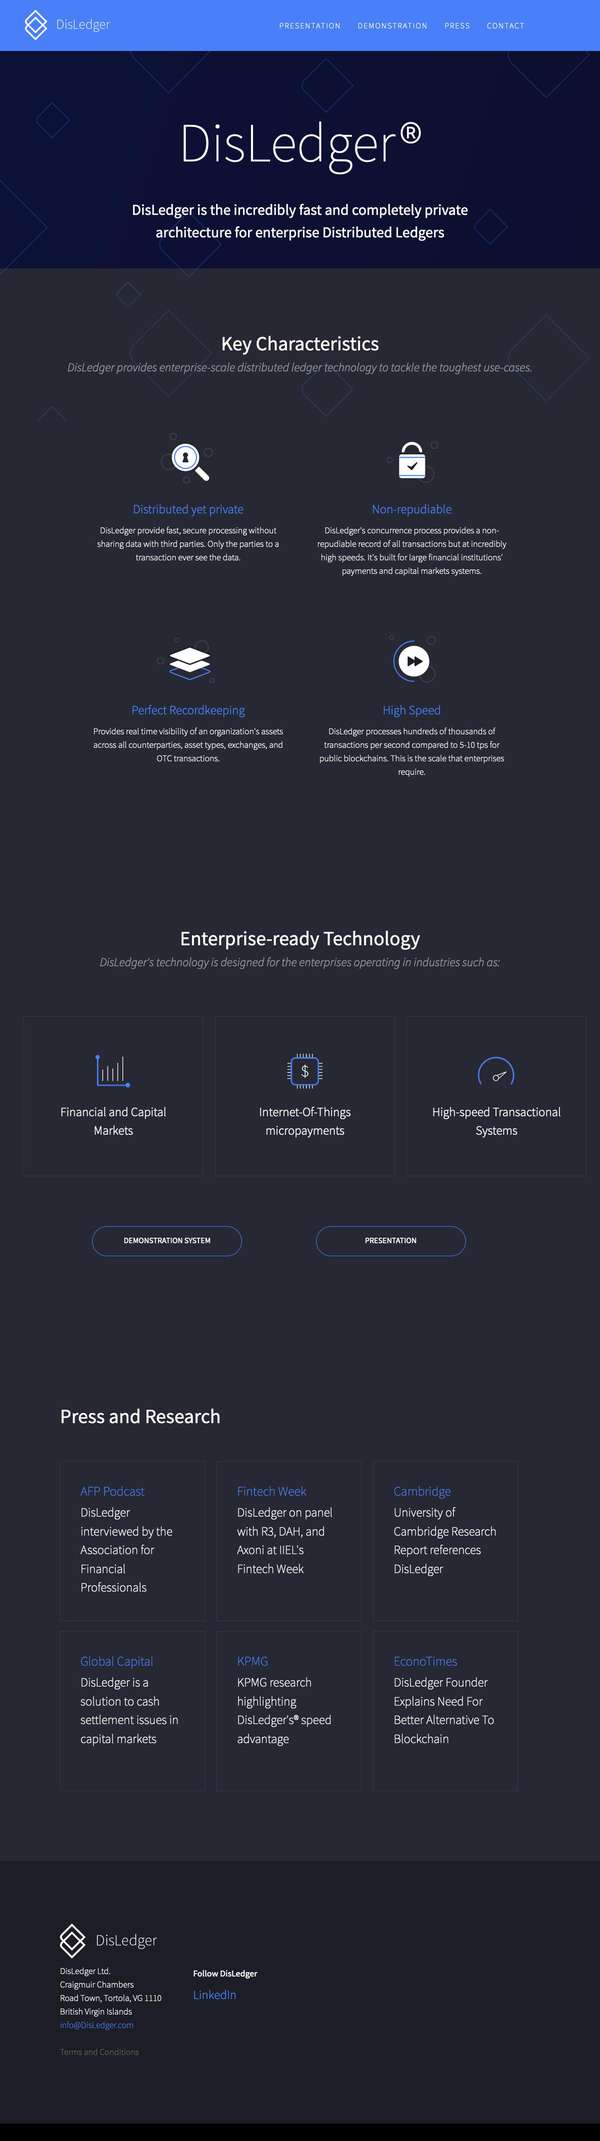 DisLedger
PRESENTATION DEMONSTRATION PRESS CONTACT
DisLedger®
DisLedger is the incredibly fast and completely private
architecture for enterprise Distributed Ledgers
Key Characteristics
DisLedger provides enterprise-scale distributed ledger technology to tackle the toughest use-cases.
Distributed yet private
DisLedger provide fast, secure processing without
sharing data with third parties. Only the parties to a
transaction ever see the data.
Non-repudiable
DisLedger's concurrence process provides a non-
repudiable record of all transactions but at incredibly
high speeds. It's built for large financial institutions'
payments and capital markets systems.
Perfect Recordkeeping
Provides real time visibility of an organization's assets
across all counterparties, asset types, exchanges, and
OTC transactions.
High Speed
DisLedger processes hundreds of thousands of
transactions per second compared to 5-10 tps for
public blockchains. This is the scale that enterprises
require.
Enterprise-ready Technology
DisLedger's technology is designed for the enterprises operating in industries such as:
Financial and Capital
Markets
$
Internet-Of-Things
micropayments
High-speed Transactional
Systems
DEMONSTRATION SYSTEM
PRESENTATION
Press and Research
AFP Podcast
DisLedger
interviewed by the
Association for
Financial
Professionals
Fintech Week
DisLedger on panel
with R3, DAH, and
Axoni at IIEL's
Fintech Week
Cambridge
University of
Cambridge Research
Report references
DisLedger
Global Capital
DisLedger is a
solution to cash
settlement issues in
capital markets
KPMG
KPMG research
highlighting
DisLedger's® speed
advantage
EconoTimes
DisLedger Founder
Explains Need For
Better Alternative To
Blockchain
DisLedger
DisLedger Ltd.
Craigmuir Chambers
Road Town, Tortola, VG 1110
British Virgin Islands
info@DisLedger.com
Terms and Conditions
Follow DisLedger
LinkedIn